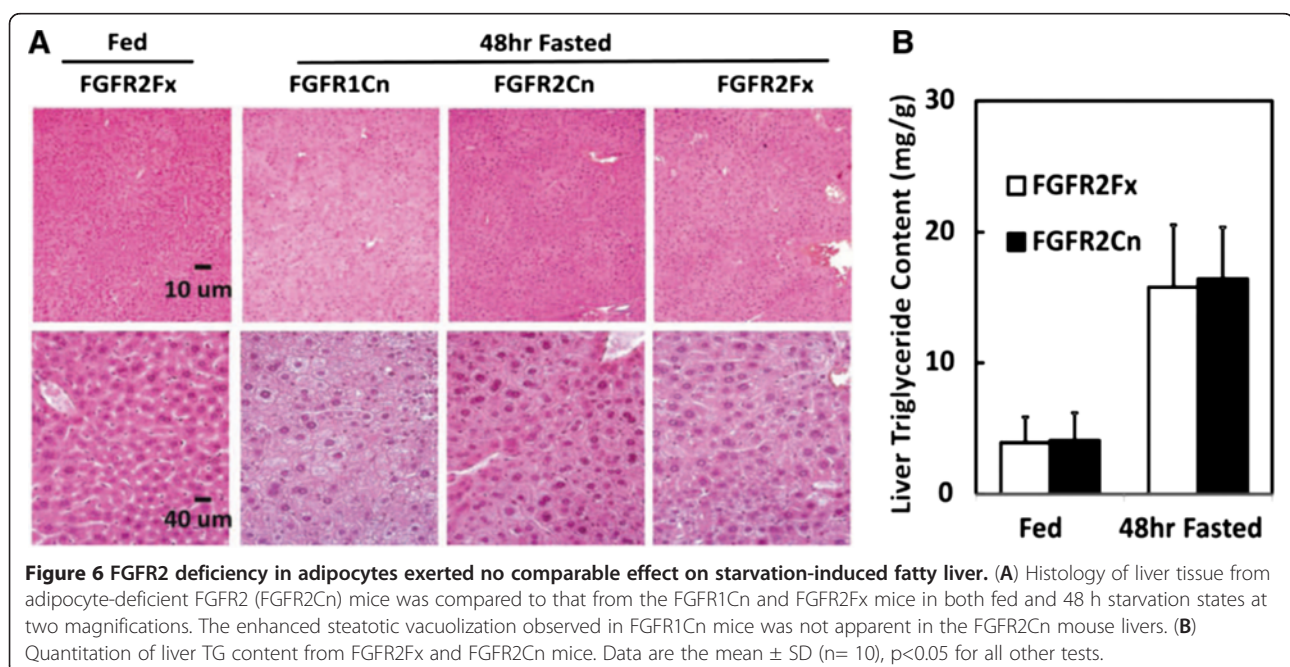 A
Fed
48hr Fasted
FGFR2Fx
FGFR1Cn
FGFR2Cn
FGFR2Fx
10 um
40 um
B
Liver Triglyceride Content (mg/g)
30
20
10
0
FGFR2Fx
FGFR2Cn
Fed
48hr Fasted
Figure 6 FGFR2 deficiency in adipocytes exerted no comparable effect on starvation-induced fatty liver. (A) Histology of liver tissue from
adipocyte-deficient FGFR2 (FGFR2Cn) mice was compared to that from the FGFR1Cn and FGFR2Fx mice in both fed and 48 h starvation states at
two magnifications. The enhanced steatotic vacuolization observed in FGFR1Cn mice was not apparent in the FGFR2Cn mouse livers. (B)
Quantitation of liver TG content from FGFR2Fx and FGFR2Cn mice. Data are the mean ± SD (n= 10), p<0.05 for all other tests.